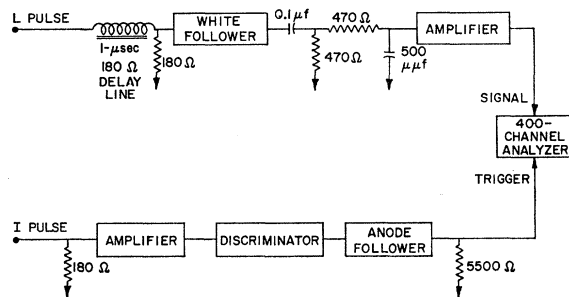 L PULSE
1-μsec
180 Ω
DELAY
LINE
180 Ω
WHITE
FOLLOWER
0.1 μf
470 Ω
470 Ω
500
μμf
AMPLIFIER
SIGNAL
400-
CHANNEL
ANALYZER
TRIGGER
I PULSE
180 Ω
AMPLIFIER
DISCRIMINATOR
ANODE
FOLLOWER
5500 Ω